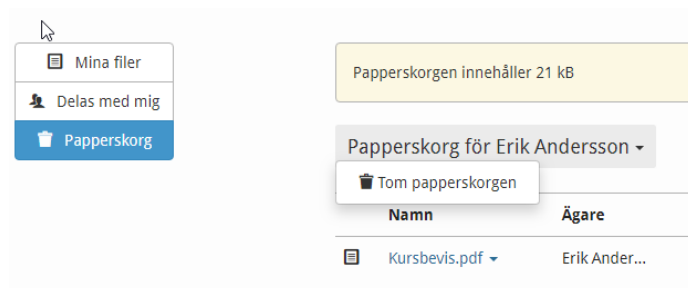 Mina filer
Delas med mig
Papperskorg
Papperskorgen innehåller 21 kB
Papperskorg för Erik Andersson
Tom papperskorgen
Namn Ägare
Kursbevis.pdf Erik Ander...